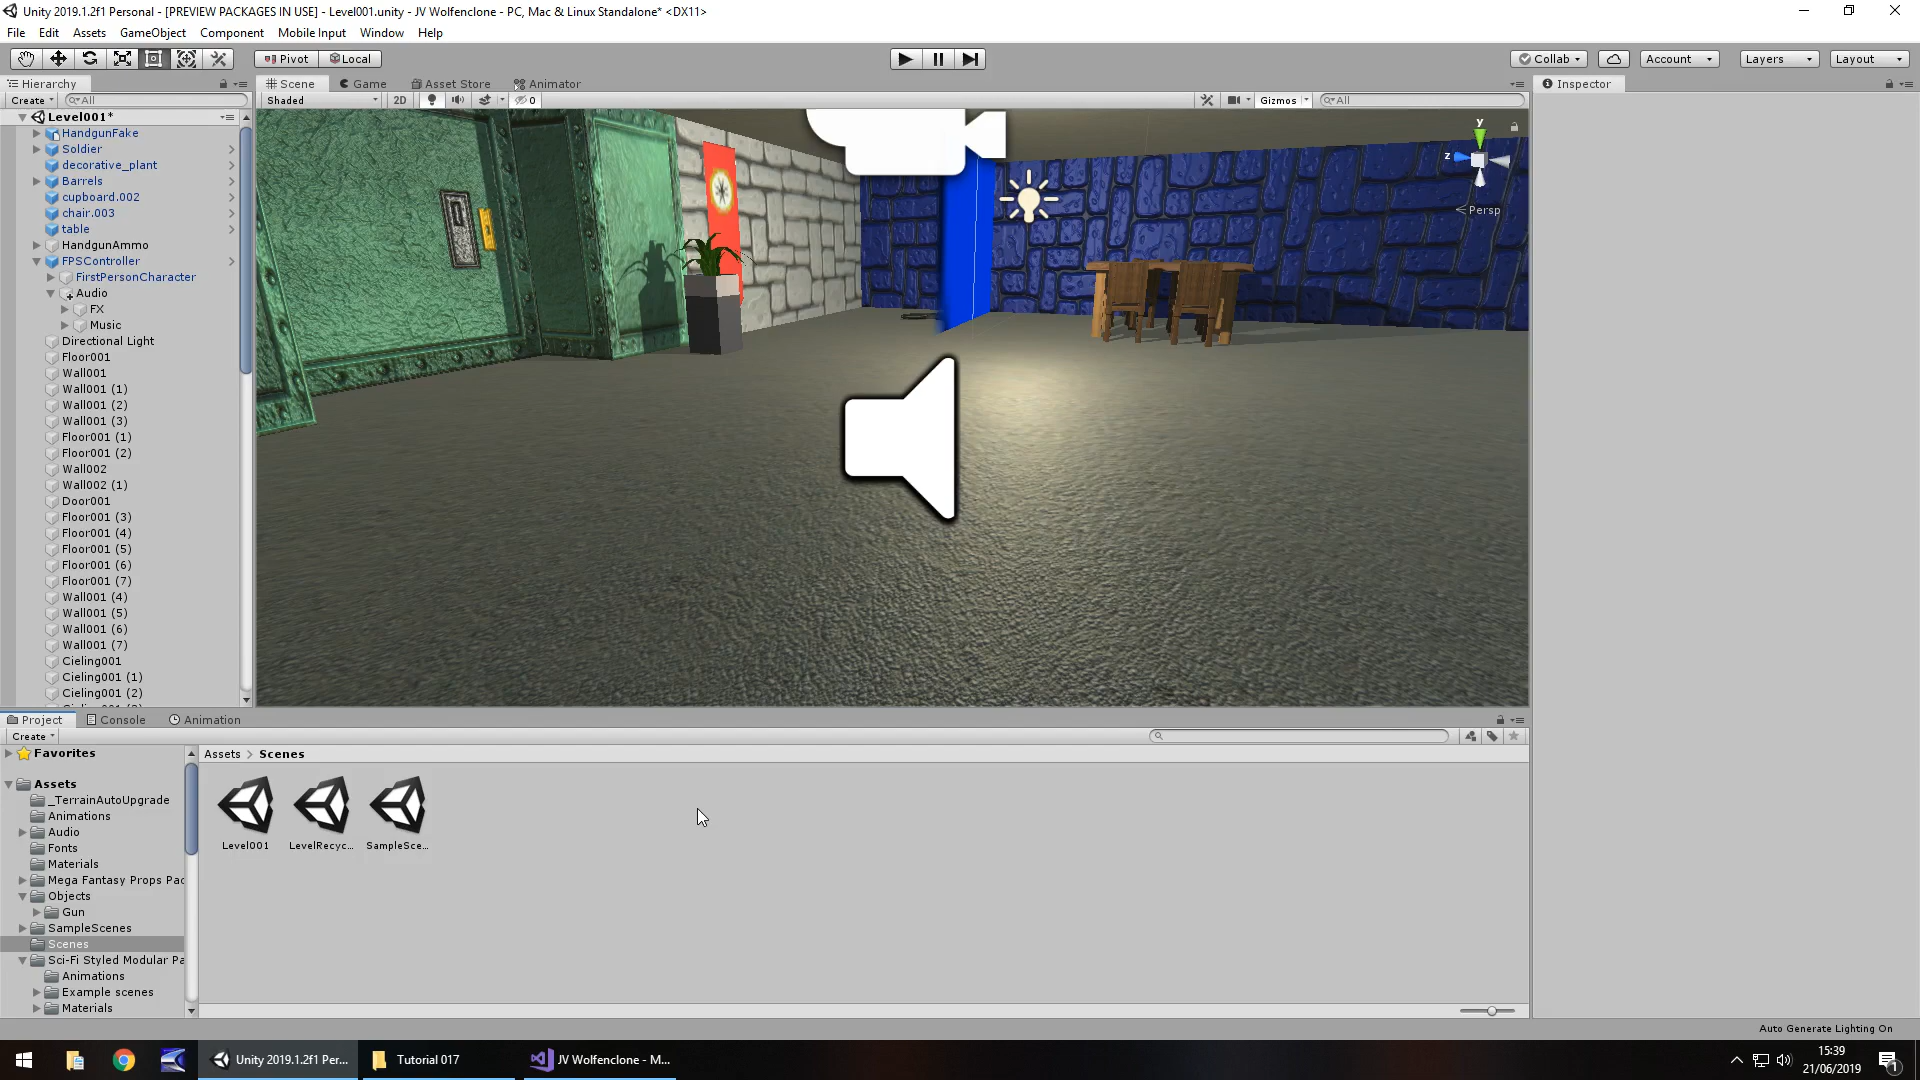 Unity 2019.1.2f1 Personal - [PREVIEW PACKAGES IN USE] - Level001.unity - JV Wolfenclone - PC, Mac & Linux Standalone* <DX11>
File Edit Assets GameObject Component Mobile Input Window Help
Pivot Local Collab Account Layers Layout
Hierarchy Scene Game Asset Store Animator Inspector
Create All Shaded 2D 0 Gizmos All
Level001*
HandgunFake
Soldier
decorative_plant
Barrels
cupboard.002
chair.003
table
HandgunAmmo
FPSController
FirstPersonCharacter
Audio
FX
Music
Directional Light
Floor001
Wall001
Wall001 (1)
Wall001 (2)
Wall001 (3)
Floor001 (1)
Floor001 (2)
Wall002
Wall002 (1)
Door001
Floor001 (3)
Floor001 (4)
Floor001 (5)
Floor001 (6)
Floor001 (7)
Wall001 (4)
Wall001 (5)
Wall001 (6)
Wall001 (7)
Cieling001
Cieling001 (1)
Cieling001 (2)
y
z
Persp
Project Console Animation
Create
Favorites
Assets
_TerrainAutoUpgrade
Animations
Audio
Fonts
Materials
Mega Fantasy Props Pac
Objects
Gun
SampleScenes
Scenes
Sci-Fi Styled Modular Pa
Animations
Example scenes
Materials
Assets > Scenes
Level001 LevelRecyc... SampleSce...
Auto Generate Lighting On
Unity 2019.1.2f1 Per... Tutorial 017 JV Wolfenclone - M...
15:39
21/06/2019
1